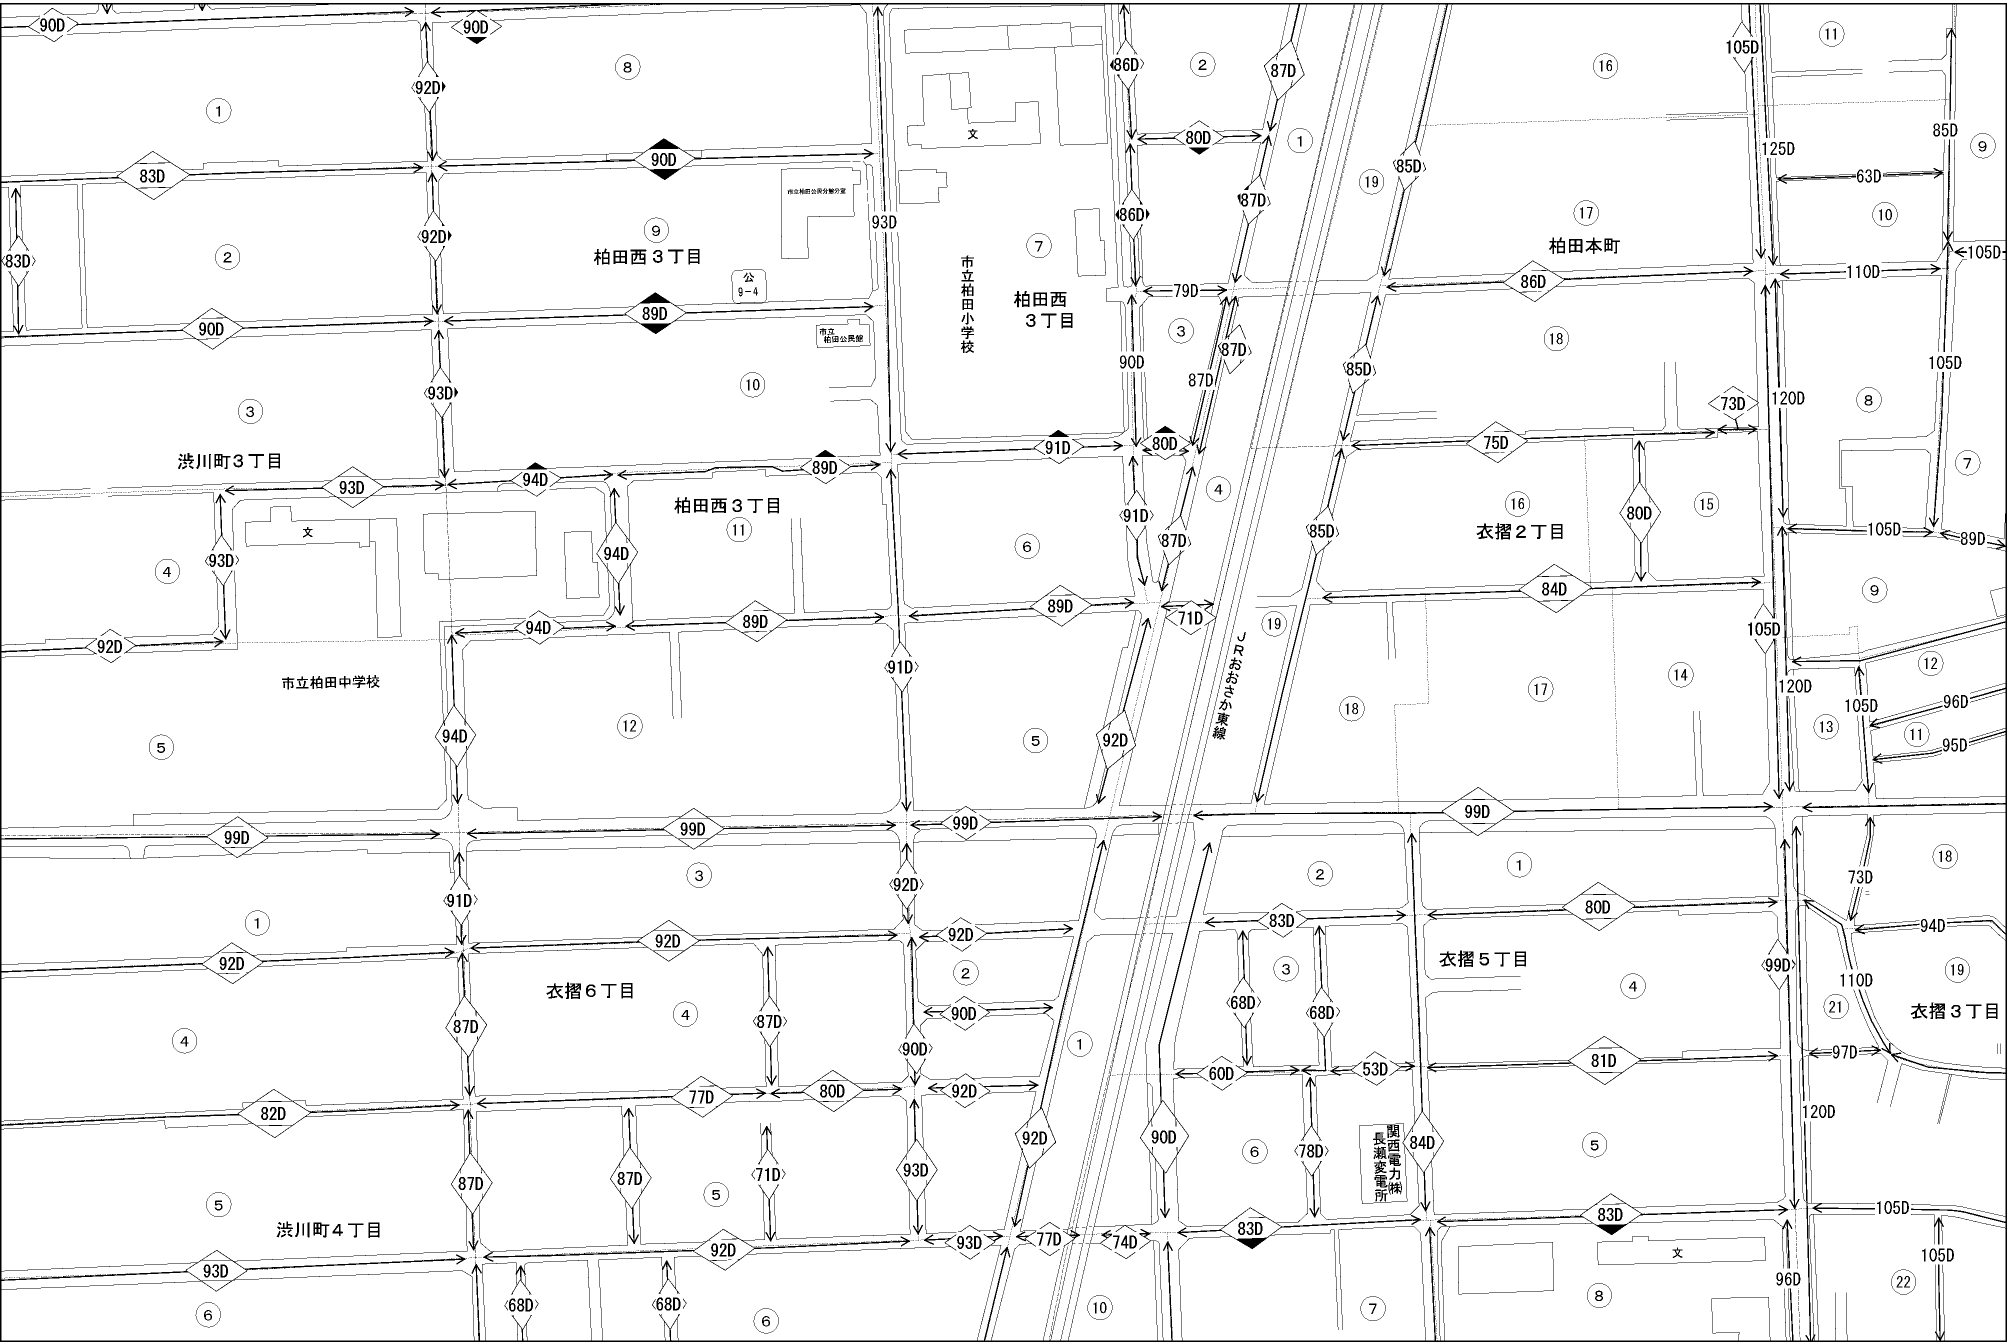 90D
90D
92D
8
1
83D
90D
文
市立柏田公民分館分室
86D
2
87D
80D
1
105D
16
11
125D
85D
9
63D
83D
2
92D
9
柏田西3丁目
公
9-4
93D
7
86D
87D
19
85D
17
柏田本町
10
105D
90D
89D
市立
柏田公民館
市立柏田小学校
柏田西
3丁目
79D
3
86D
110D
18
3
93D
10
90D
87D
87D
85D
120D
105D
8
73D
渋川町3丁目
93D
94D
89D
91D
80D
75D
7
柏田西3丁目
11
文
4
93D
94D
6
91D
4
87D
85D
16
衣摺2丁目
80D
15
105D
89D
84D
9
92D
94D
89D
89D
71D
19
105D
市立柏田中学校
91D
JRおおさか東線
12
5
94D
12
5
92D
18
17
14
120D
105D
13
96D
11
95D
99D
99D
99D
99D
3
91D
92D
2
1
18
73D
1
92D
92D
92D
83D
80D
94D
衣摺5丁目
99D
110D
19
衣摺3丁目
衣摺6丁目
2
3
4
21
4
87D
4
87D
90D
90D
1
68D
68D
97D
82D
77D
80D
92D
60D
53D
81D
120D
92D
90D
78D
6
関西電力㈱
長瀬変電所
84D
5
5
87D
87D
5
71D
93D
渋川町4丁目
93D
92D
93D
77D
74D
83D
83D
105D
105D
文
96D
22
6
68D
68D
6
10
7
8